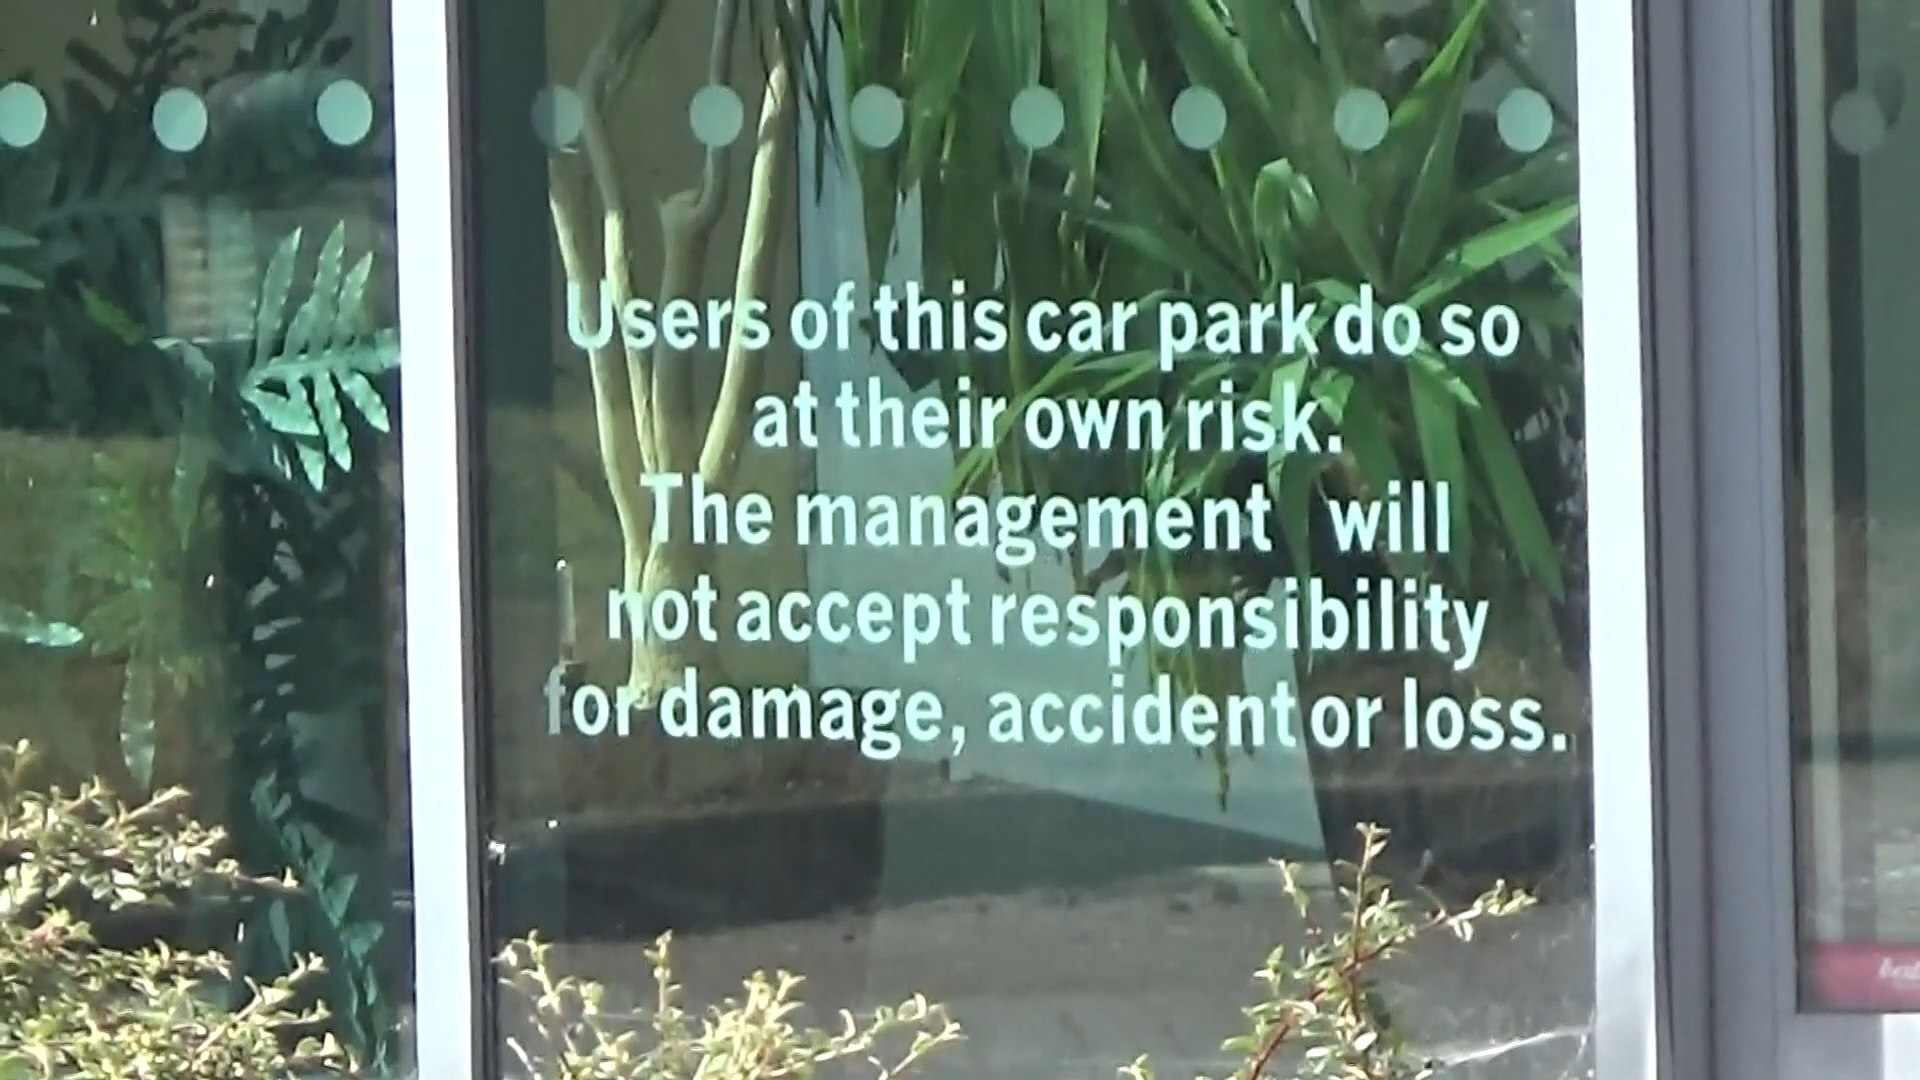 Users of this car park do so
at their own risk.
The management will
not accept responsibility
for damage, accident or loss.